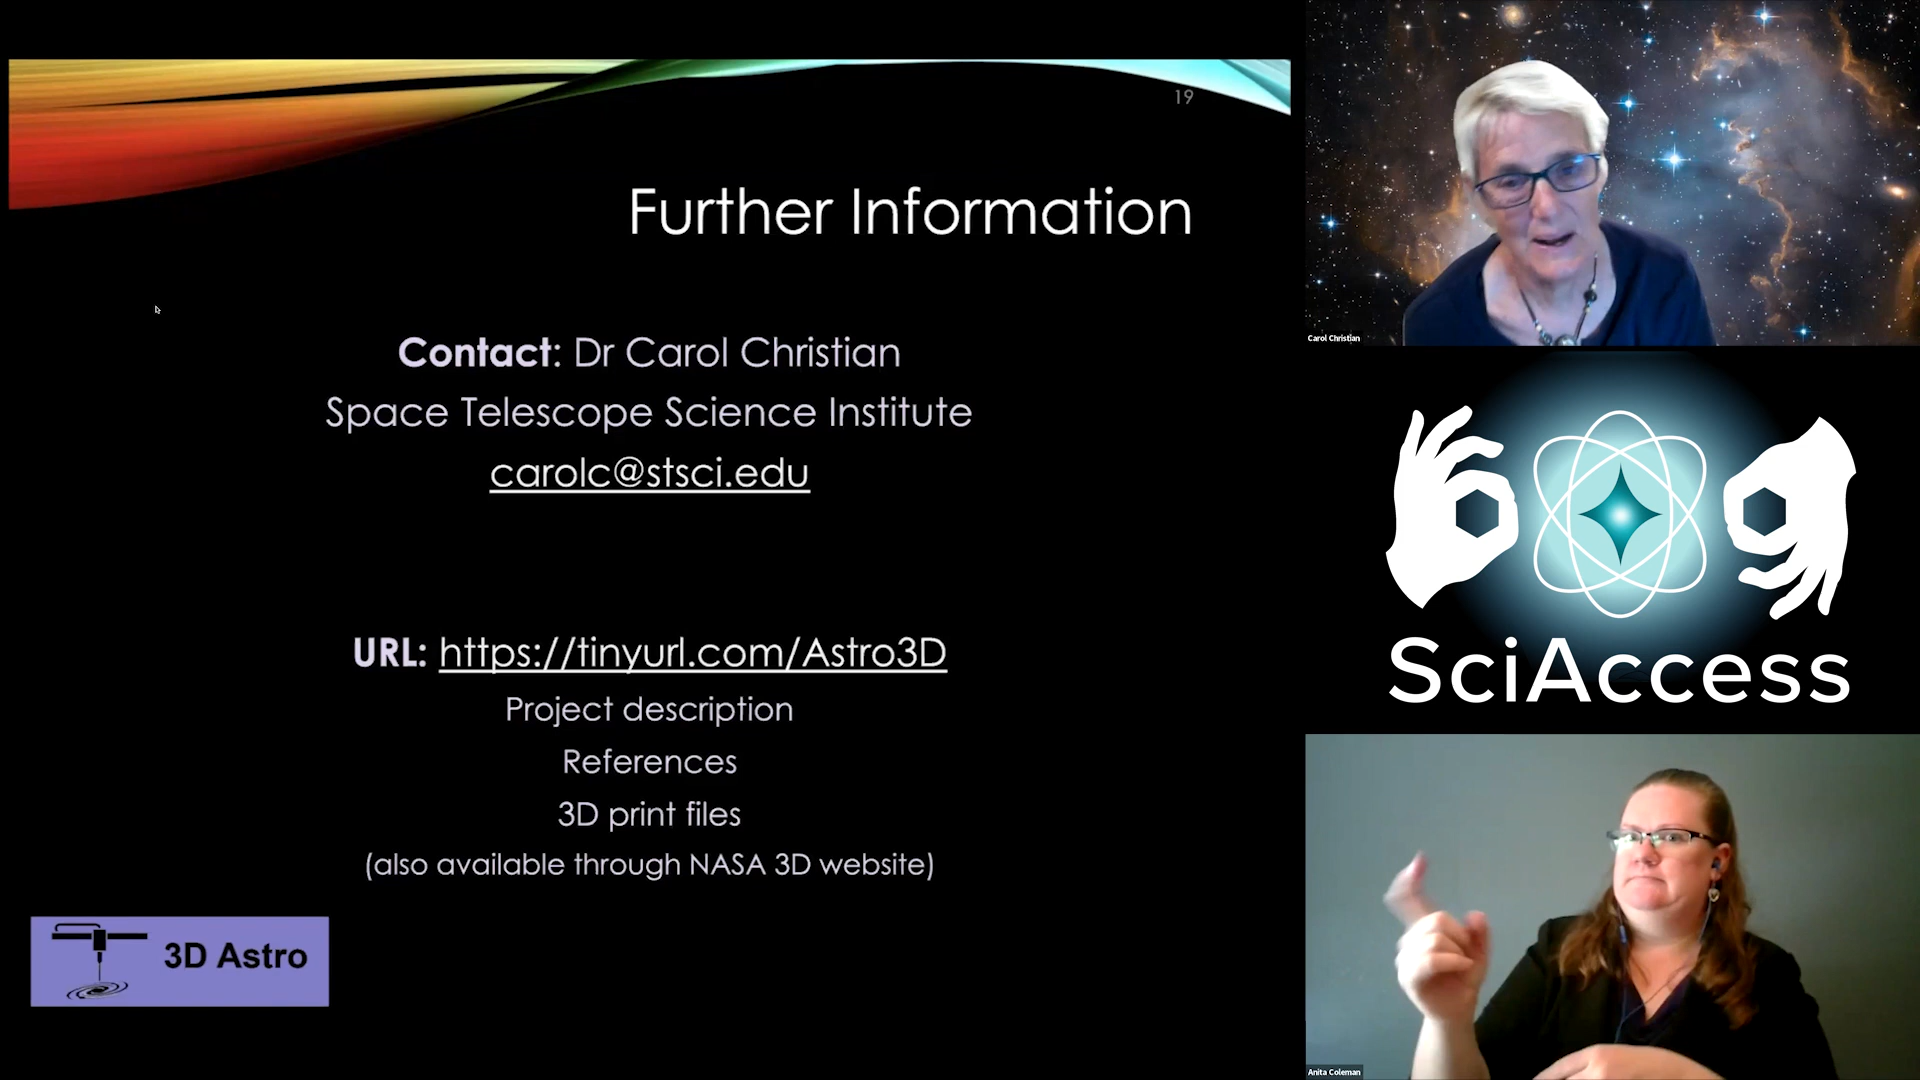 19
Further Information
Contact: Dr Carol Christian
Space Telescope Science Institute
carolc@stsci.edu
URL: https://tinyurl.com/Astro3D
Project description
References
3D print files
(also available through NASA 3D website)
3D Astro
Carol Christian
SciAccess
Anita Coleman